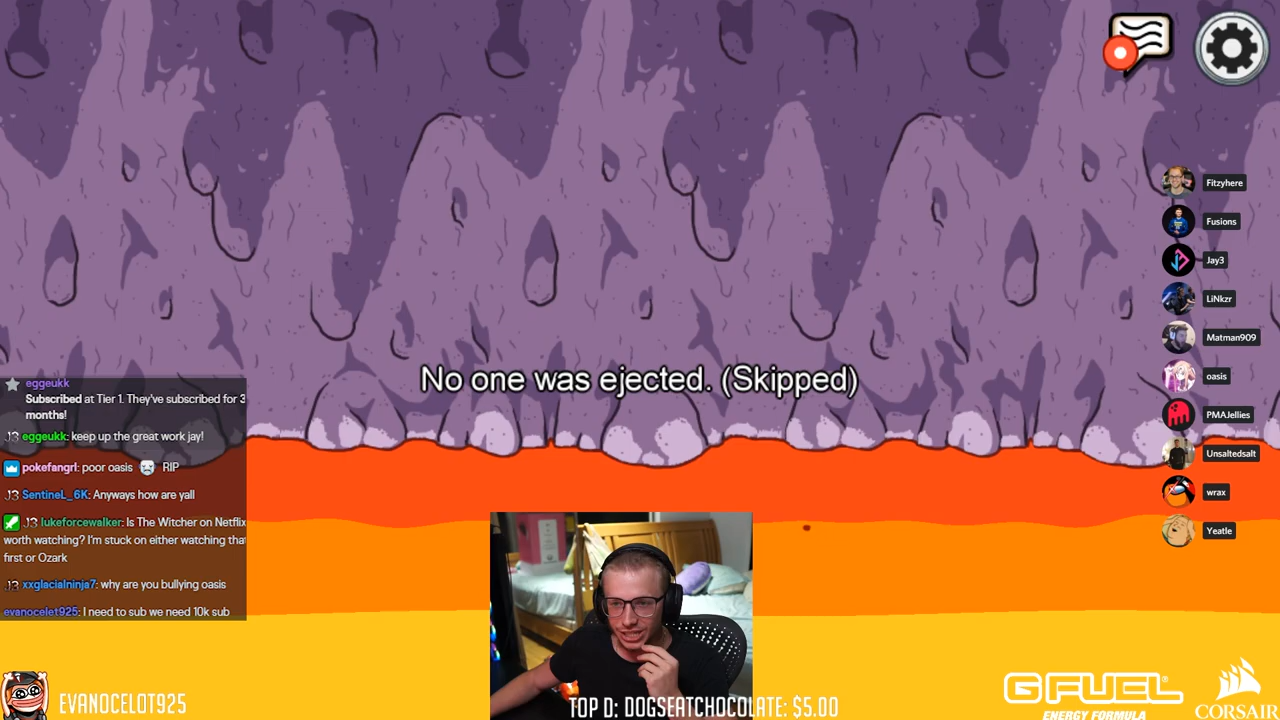 No one was ejected. (Skipped)
Fitzyhere
Fusions
Jay3
LiNkzr
Matman909
oasis
PMAJellies
Unsaltedsalt
wrax
Yeatle
eggeukk
Subscribed at Tier 1. They've subscribed for 3
months!
J3 eggeukk: keep up the great work jay!
pokefangrl: poor oasis RIP
J3 SentineL_6K: Anyways how are yall
J3 lukeforcewalker: Is The Witcher on Netflix
worth watching? I'm stuck on either watching that
first or Ozark
J3 xxglacialninja7: why are you bullying oasis
evanocelet925: I need to sub we need 10k sub
EVANOCELOT925
TOP D: DOGSEATCHOCOLATE: $5.00
G FUEL
ENERGY FORMULA
CORSAIR